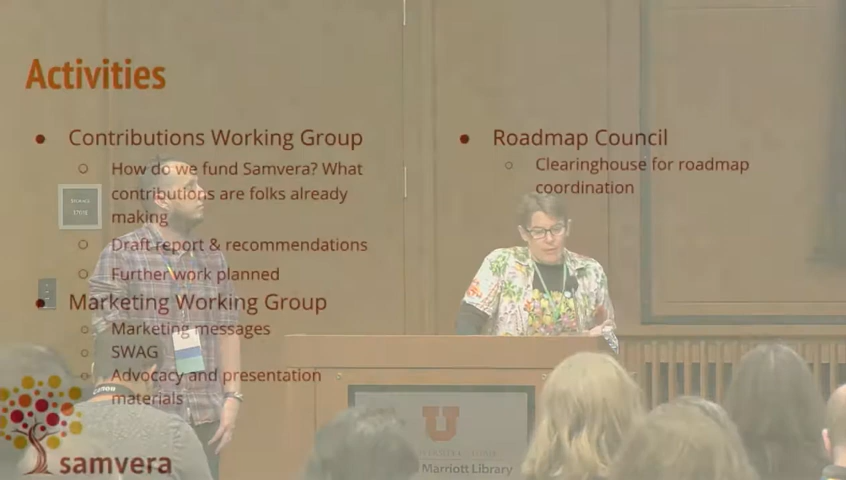 Activities
Contributions Working Group
How do we fund Samvera? What
contributions are folks already
making
Draft report & recommendations
Further work planned
Marketing Working Group
Marketing messages
SWAG
Advocacy and presentation
materials
Roadmap Council
Clearinghouse for roadmap
coordination
samvera
U
Marriott Library